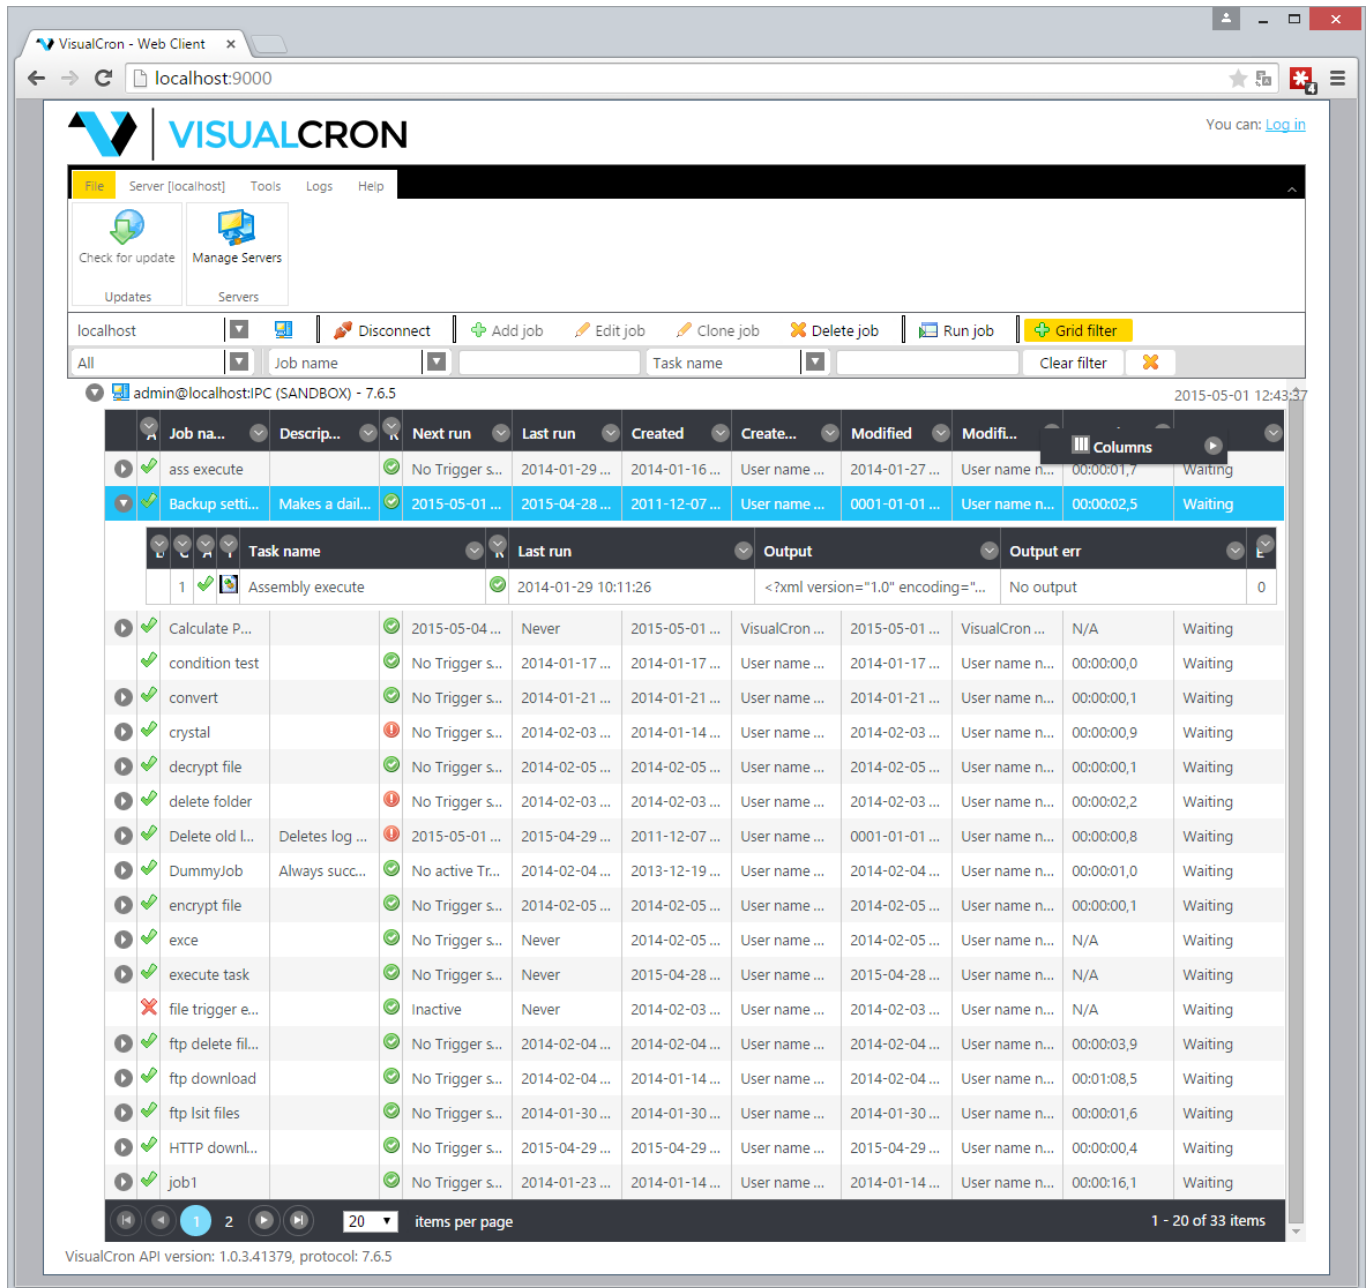 VisualCron - Web Client
localhost:9000
4
VISUALCRON
You can: Log in
File Server [localhost] Tools Logs Help
Check for update Manage Servers
Updates Servers
localhost Disconnect Add job Edit job Clone job Delete job Run job Grid filter
All Job name Task name Clear filter
admin@localhost:IPC (SANDBOX) - 7.6.5 2015-05-01 12:43:37
Job na... Descrip... Next run Last run Created Create... Modified Modifi...
Columns
ass execute No Trigger s... 2014-01-29 ... 2014-01-16 ... User name ... 2014-01-27 ... User name n... 00:00:01,7 Waiting
Backup setti... Makes a dail... 2015-05-01 ... 2015-04-28 ... 2011-12-07 ... User name ... 0001-01-01 ... User name n... 00:00:02,5 Waiting
Task name Last run Output Output err
1 Assembly execute 2014-01-29 10:11:26 <?xml version="1.0" encoding="... No output 0
Calculate P... 2015-05-04 ... Never 2015-05-01 ... VisualCron ... 2015-05-01 ... VisualCron ... N/A Waiting
condition test No Trigger s... 2014-01-17 ... 2014-01-17 ... User name ... 2014-01-17 ... User name n... 00:00:00,0 Waiting
convert No Trigger s... 2014-01-21 ... 2014-01-21 ... User name ... 2014-01-21 ... User name n... 00:00:00,1 Waiting
crystal No Trigger s... 2014-02-03 ... 2014-01-14 ... User name ... 2014-02-03 ... User name n... 00:00:00,9 Waiting
decrypt file No Trigger s... 2014-02-05 ... 2014-02-05 ... User name ... 2014-02-05 ... User name n... 00:00:00,1 Waiting
delete folder No Trigger s... 2014-02-03 ... 2014-02-03 ... User name ... 2014-02-03 ... User name n... 00:00:02,2 Waiting
Delete old l... Deletes log ... 2015-05-01 ... 2015-04-29 ... 2011-12-07 ... User name ... 0001-01-01 ... User name n... 00:00:00,8 Waiting
DummyJob Always succ... No active Tr... 2014-02-04 ... 2013-12-19 ... User name ... 2014-02-04 ... User name n... 00:00:01,0 Waiting
encrypt file No Trigger s... 2014-02-05 ... 2014-02-05 ... User name ... 2014-02-05 ... User name n... 00:00:00,1 Waiting
exce No Trigger s... Never 2014-02-05 ... User name ... 2014-02-05 ... User name n... N/A Waiting
execute task No Trigger s... Never 2015-04-28 ... User name ... 2015-04-28 ... User name n... N/A Waiting
file trigger e... Inactive Never 2014-02-03 ... User name ... 2014-02-03 ... User name n... N/A Waiting
ftp delete fil... No Trigger s... 2014-02-04 ... 2014-02-04 ... User name ... 2014-02-04 ... User name n... 00:00:03,9 Waiting
ftp download No Trigger s... 2014-02-04 ... 2014-01-14 ... User name ... 2014-02-04 ... User name n... 00:01:08,5 Waiting
ftp lsit files No Trigger s... 2014-01-30 ... 2014-01-30 ... User name ... 2014-01-30 ... User name n... 00:00:01,6 Waiting
HTTP downl... No Trigger s... 2015-04-29 ... 2015-04-29 ... User name ... 2015-04-29 ... User name n... 00:00:00,4 Waiting
job1 No Trigger s... 2014-01-23 ... 2014-01-14 ... User name ... 2014-01-14 ... User name n... 00:00:16,1 Waiting
1 2 20 items per page 1 - 20 of 33 items
VisualCron API version: 1.0.3.41379, protocol: 7.6.5